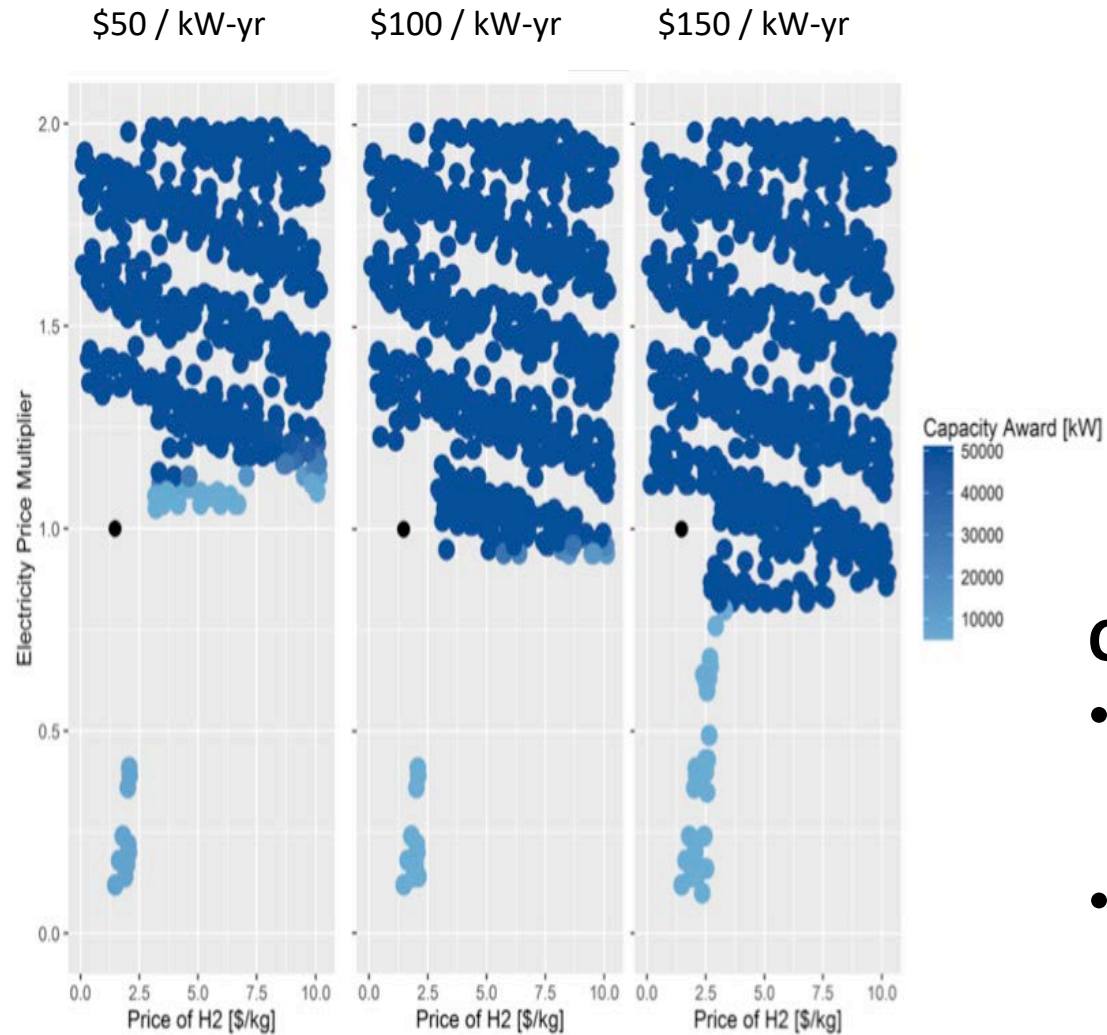 $50 / kW-yr $100 / kW-yr $150 / kW-yr
Electricity Price Multiplier
2.0
1.5
1.0
0.5
0.0
0.0 2.5 5.0 7.5 10.0 0.0 2.5 5.0 7.5 10.0 0.0 2.5 5.0 7.5 10.0
Price of H2 [$/kg] Price of H2 [$/kg] Price of H2 [$/kg]
Capacity Award [kW]
50000
40000
30000
20000
10000
•
•